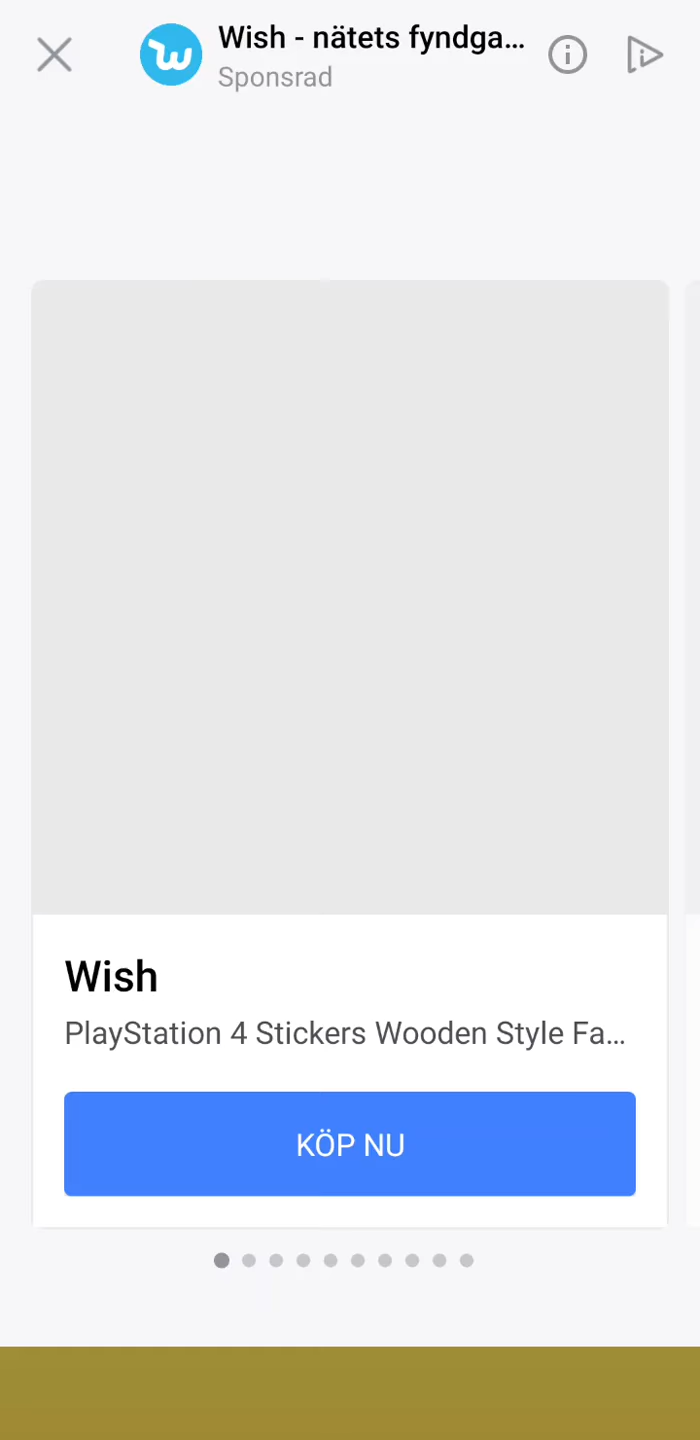 Wish - nätets fyndga...
Sponsrad
Wish
PlayStation 4 Stickers Wooden Style Fa...
KÖP NU